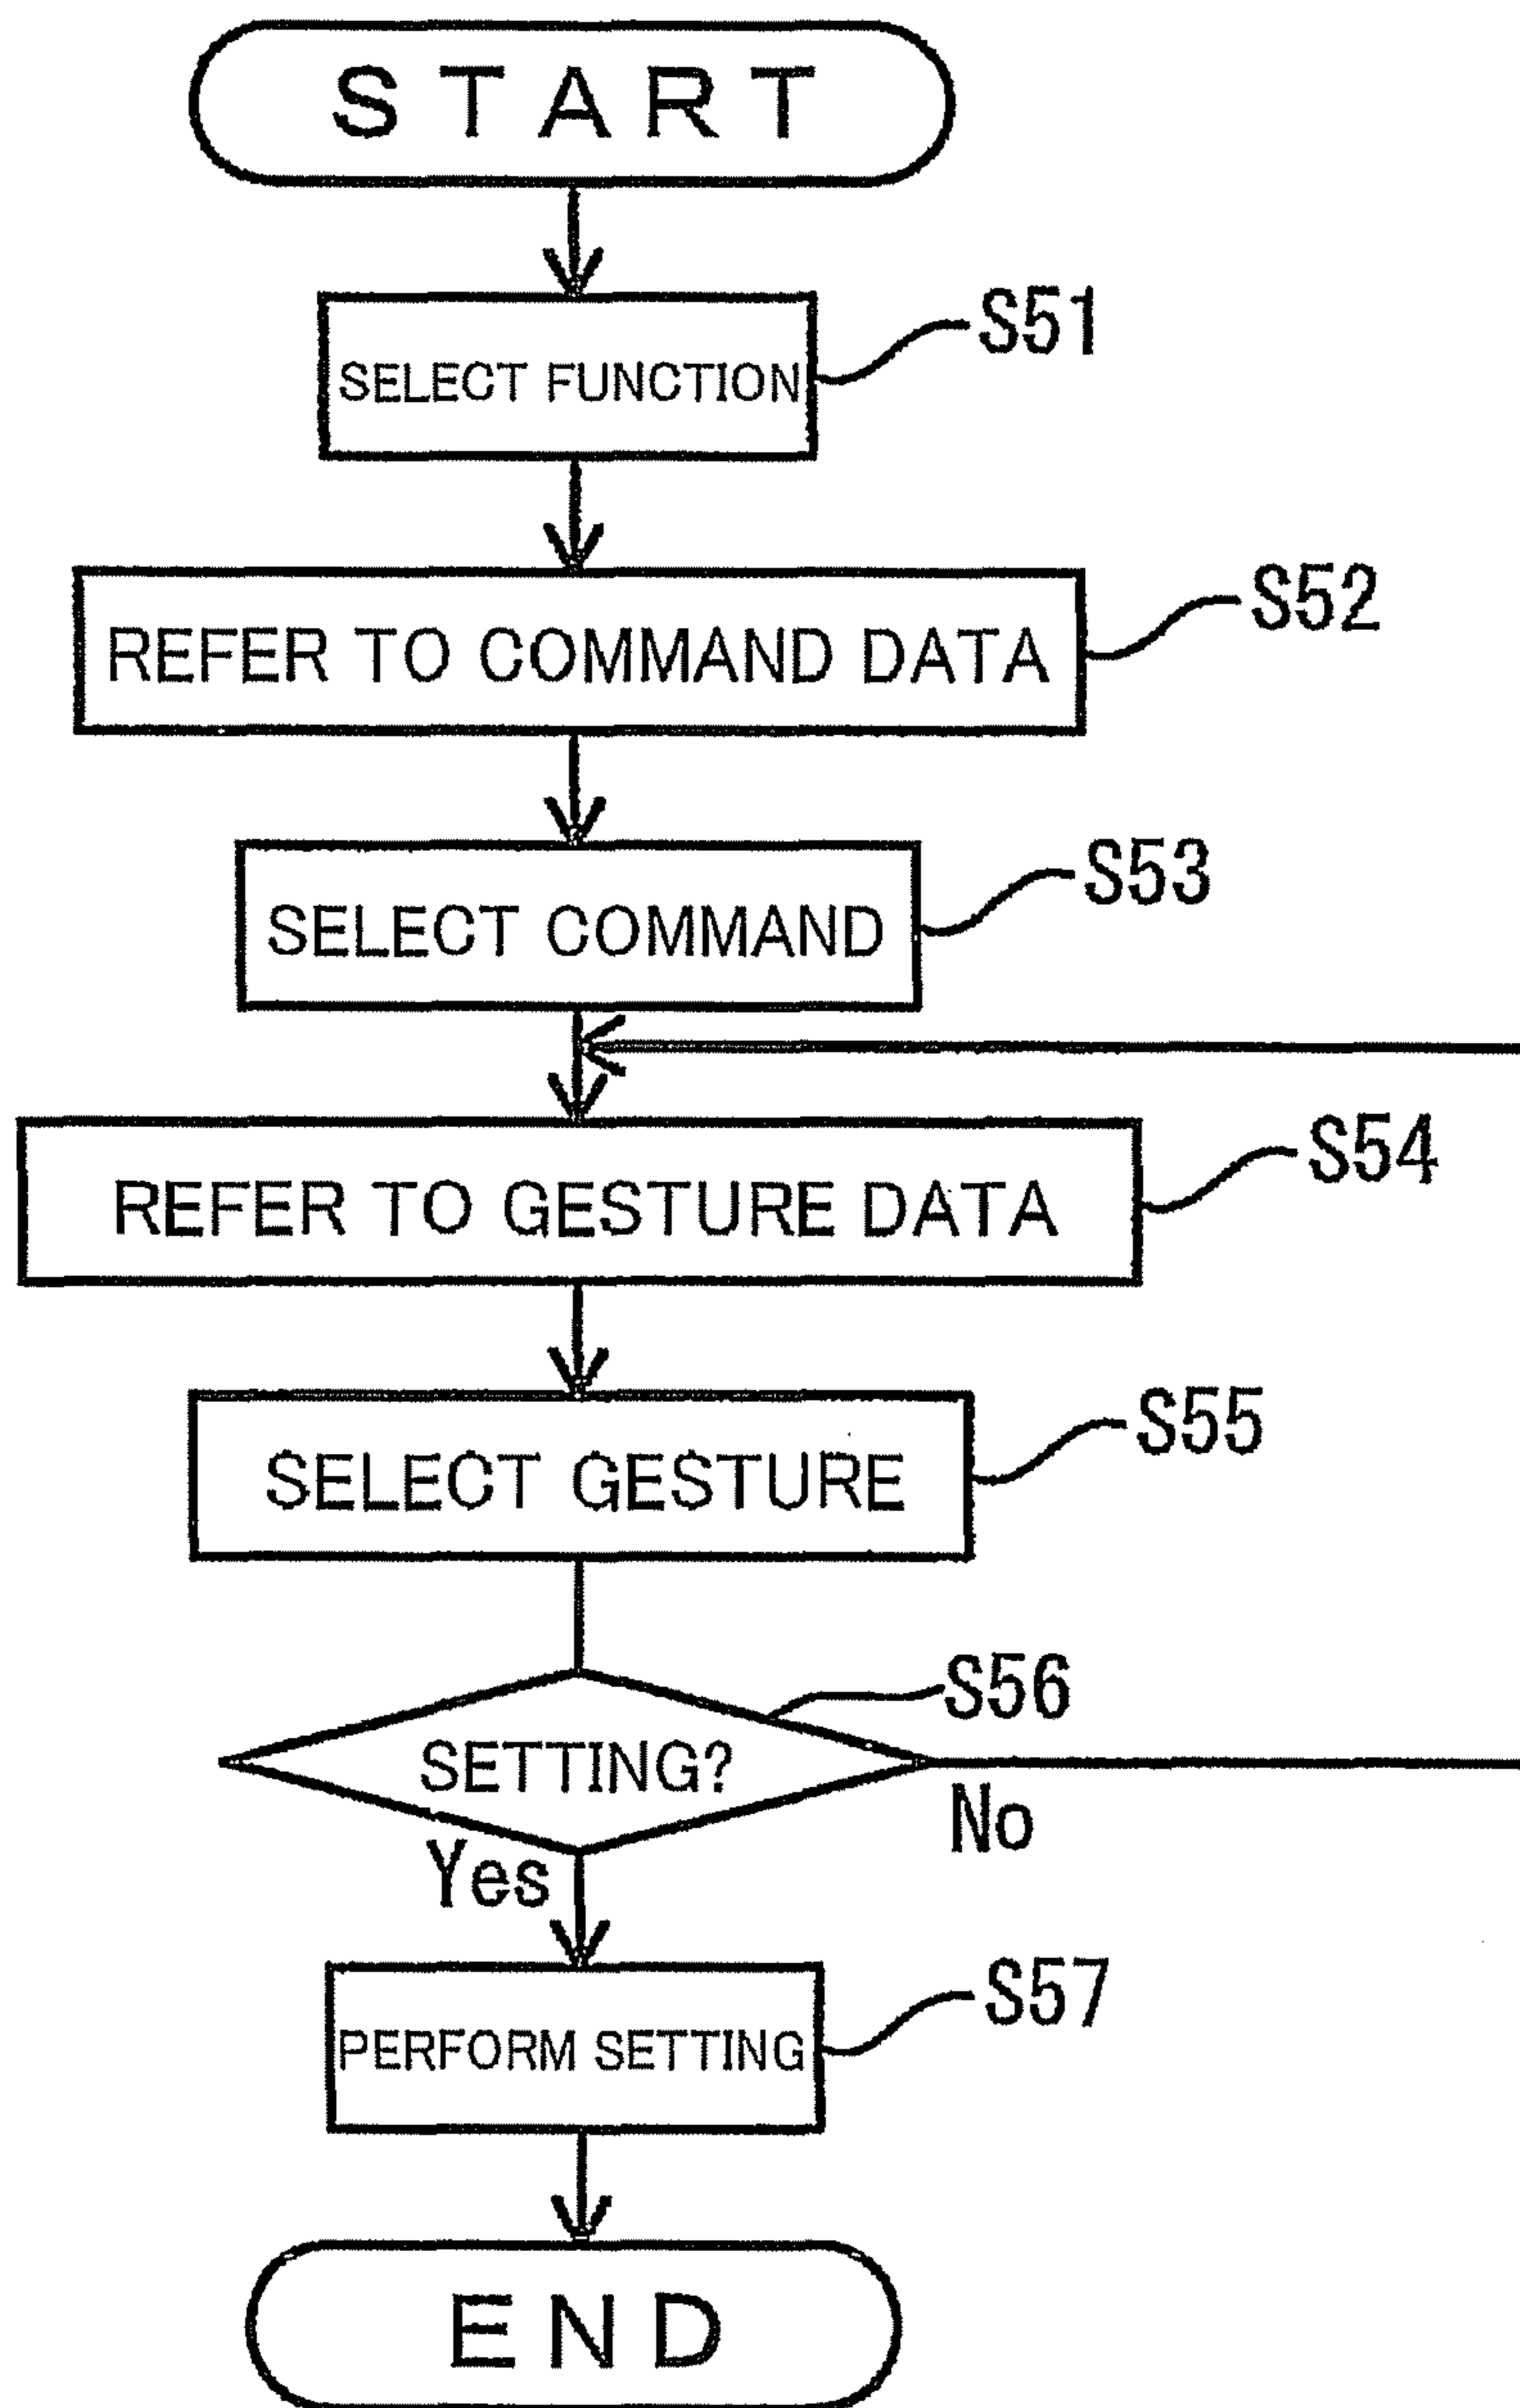 START
S51
SELECT FUNCTION
S52
REFER TO COMMAND DATA
S53
SELECT COMMAND
S54
REFER TO GESTURE DATA
S55
SELECT GESTURE
S56
SETTING?
No
Yes
S57
PERFORM SETTING
END